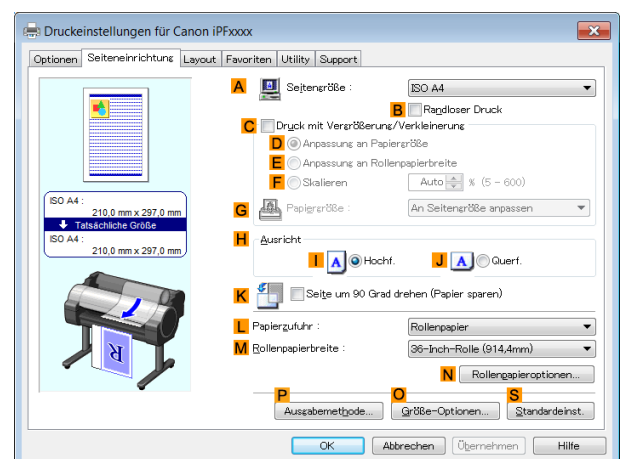 Druckeinstellungen für Canon iPFxxxx
Optionen Seiteneinrichtung Layout Favoriten Utility Support
A Seitengröße : ISO A4
B Randloser Druck
C Druck mit Vergrößerung/Verkleinerung
D Anpassung an Papiergröße
E Anpassung an Rollenpapierbreite
F Skalieren Auto % (5 - 600)
ISO A4 :
210,0 mm x 297,0 mm
Tatsächliche Größe
ISO A4 :
210,0 mm x 297,0 mm
G Papiergröße : An Seitengröße anpassen
H Ausricht
I A Hochf. J A Querf.
K Seite um 90 Grad drehen (Papier sparen)
L Papierzufuhr : Rollenpapier
M Rollenpapierbreite : 36-Inch-Rolle (914,4mm)
R
N Rollenpapieroptionen...
P O S
Ausgabemethode... Größe-Optionen... Standardeinst.
OK Abbrechen Übernehmen Hilfe